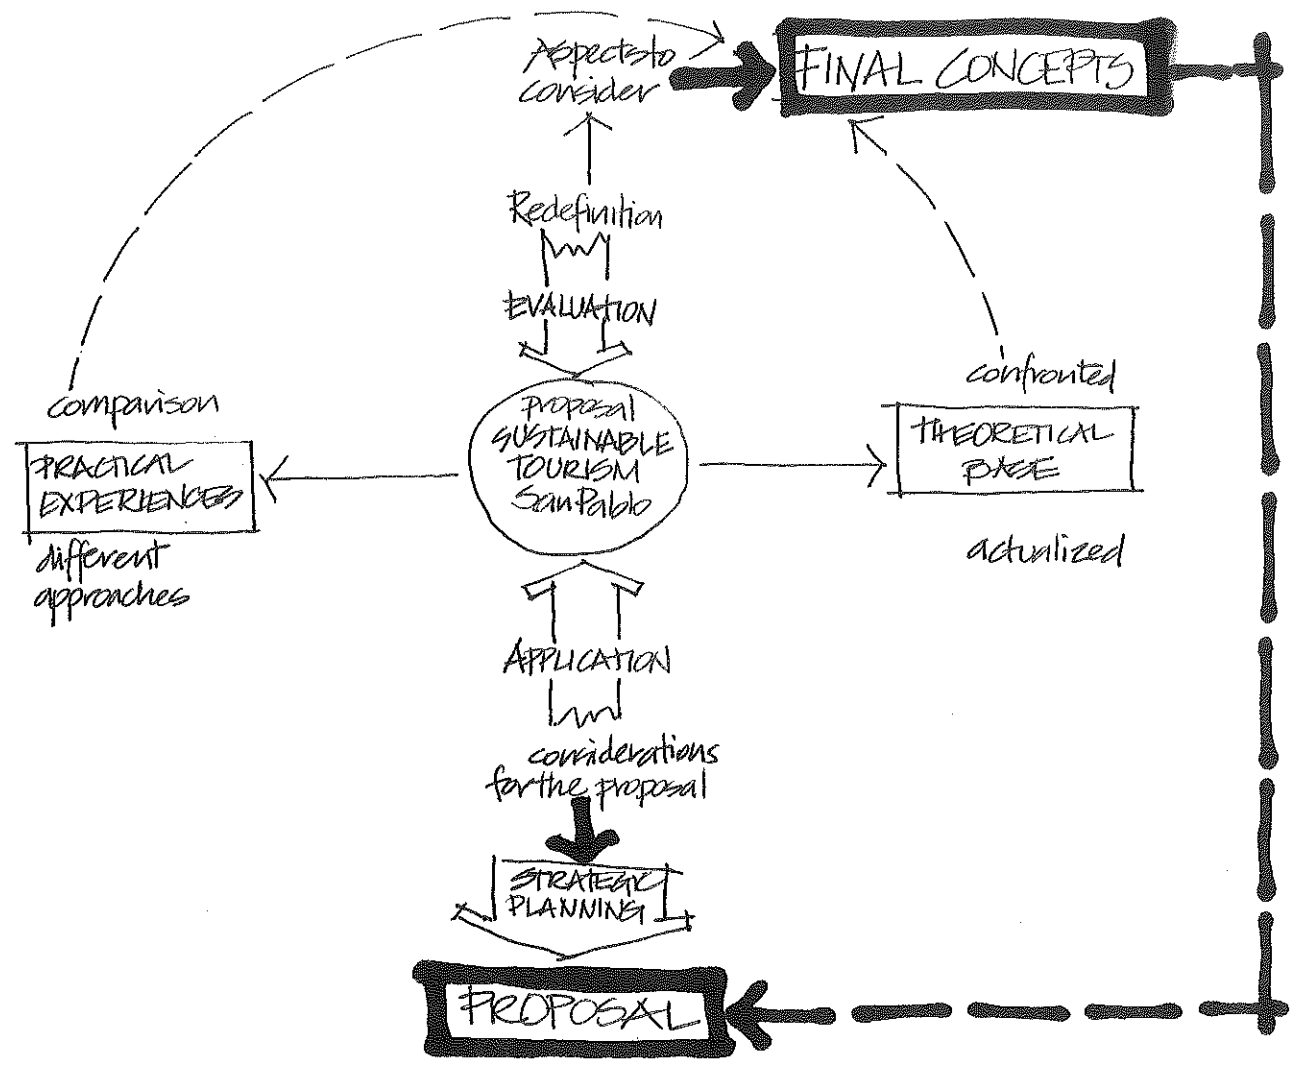 Aspects to
consider
FINAL CONCEPTS
Redefinition
EVALUATION
comparison
PRACTICAL
EXPERIENCES
different
approaches
proposal
SUSTAINABLE
TOURISM
San Pablo
confronted
THEORETICAL
BASE
actualized
APPLICATION
considerations
for the proposal
STRATEGIC
PLANNING
PROPOSAL